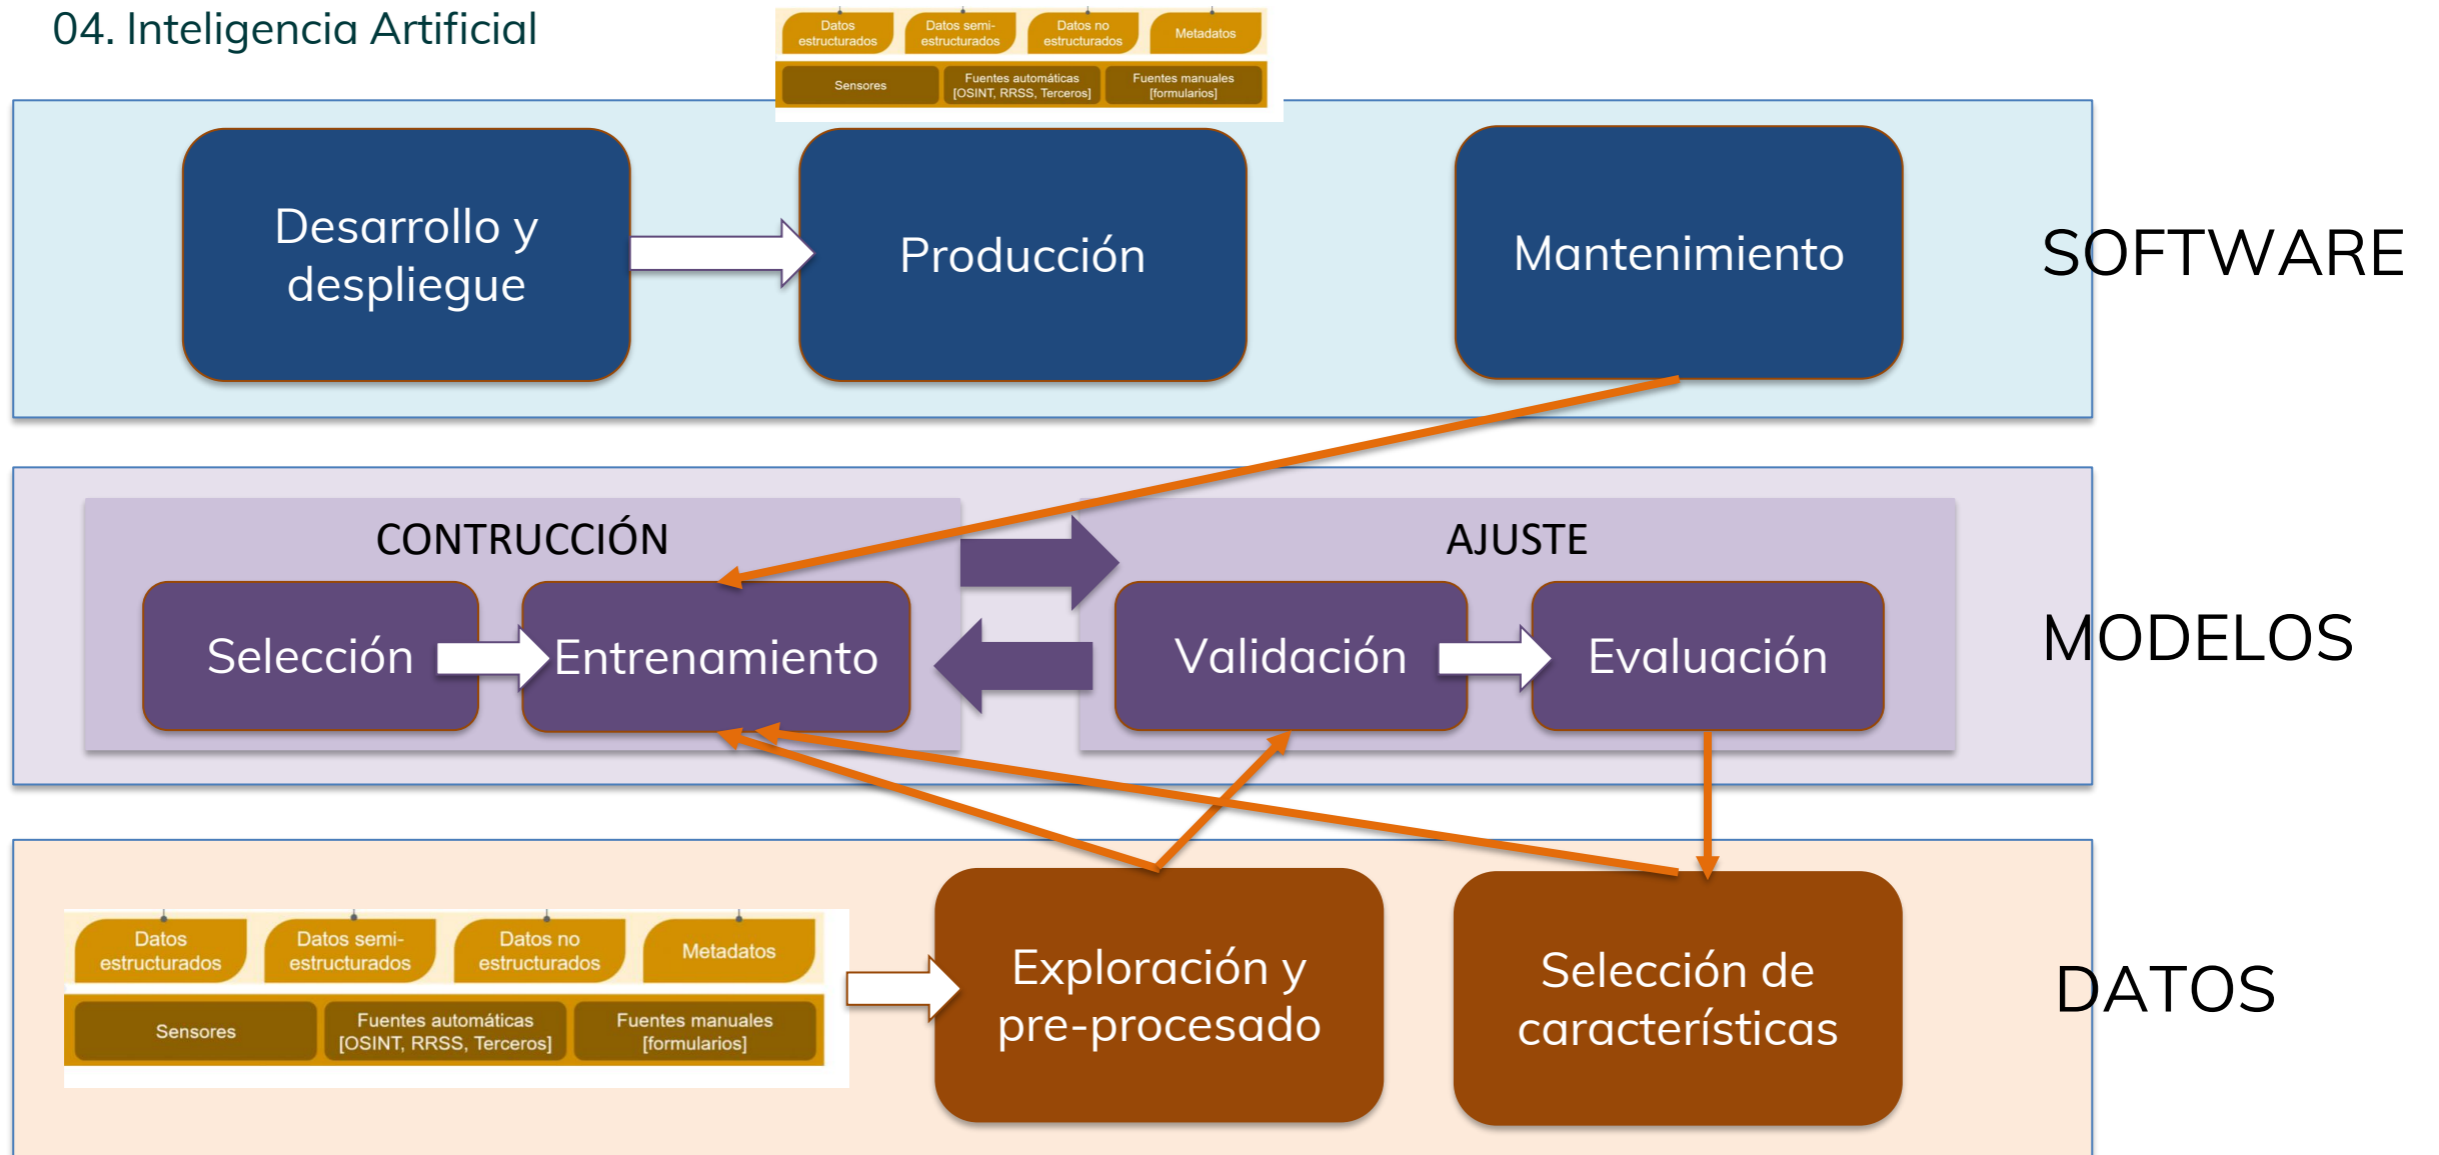 04. Inteligencia Artificial
Datos
estructurados
Datos semi-
estructurados
Datos no
estructurados
Metadatos
Sensores
Fuentes automáticas
[OSINT, RRSS, Terceros]
Fuentes manuales
[formularios]
Desarrollo y
despliegue
Producción
Mantenimiento
SOFTWARE
CONTRUCCIÓN
AJUSTE
Selección
Entrenamiento
Validación
Evaluación
MODELOS
Datos
estructurados
Datos semi-
estructurados
Datos no
estructurados
Metadatos
Sensores
Fuentes automáticas
[OSINT, RRSS, Terceros]
Fuentes manuales
[formularios]
Exploración y
pre-procesado
Selección de
características
DATOS